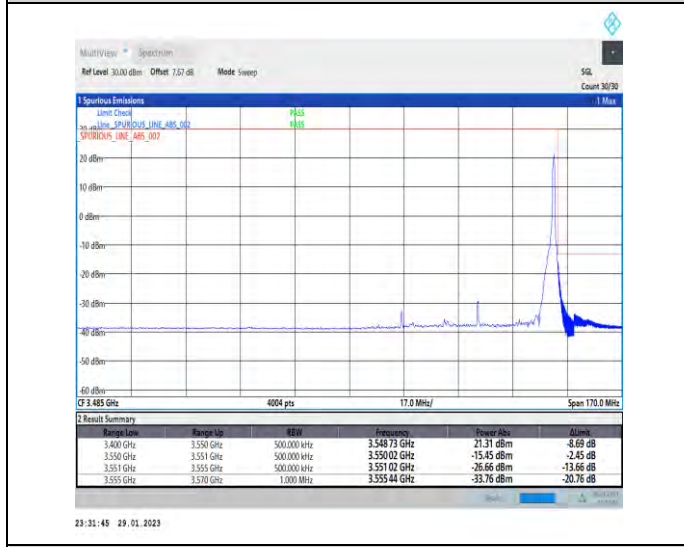 MultiView Spectrum
Ref Level 30.00 dBm Offset 7.67 dB Mode Sweep SGL
Count 30/30
1 Spurious Emissions 1 Max
Limit Check PASS
Line _SPURIOUS_LINE_ABS_002 PASS
_SPURIOUS_LINE_ABS_002
20 dBm
10 dBm
0 dBm
-10 dBm
-20 dBm
-30 dBm
-40 dBm
-50 dBm
-60 dBm
CF 3.485 GHz 4004 pts 17.0 MHz/ Span 170.0 MHz
2 Result Summary
Range Low Range Up RBW Frequency Power Abs ΔLimit
3.400 GHz 3.550 GHz 500.000 kHz 3.548 73 GHz 21.31 dBm -8.69 dB
3.550 GHz 3.551 GHz 500.000 kHz 3.550 02 GHz -15.45 dBm -2.45 dB
3.551 GHz 3.555 GHz 500.000 kHz 3.551 02 GHz -26.66 dBm -13.66 dB
3.555 GHz 3.570 GHz 1.000 MHz 3.555 44 GHz -33.76 dBm -20.76 dB
23:31:45 29.01.2023